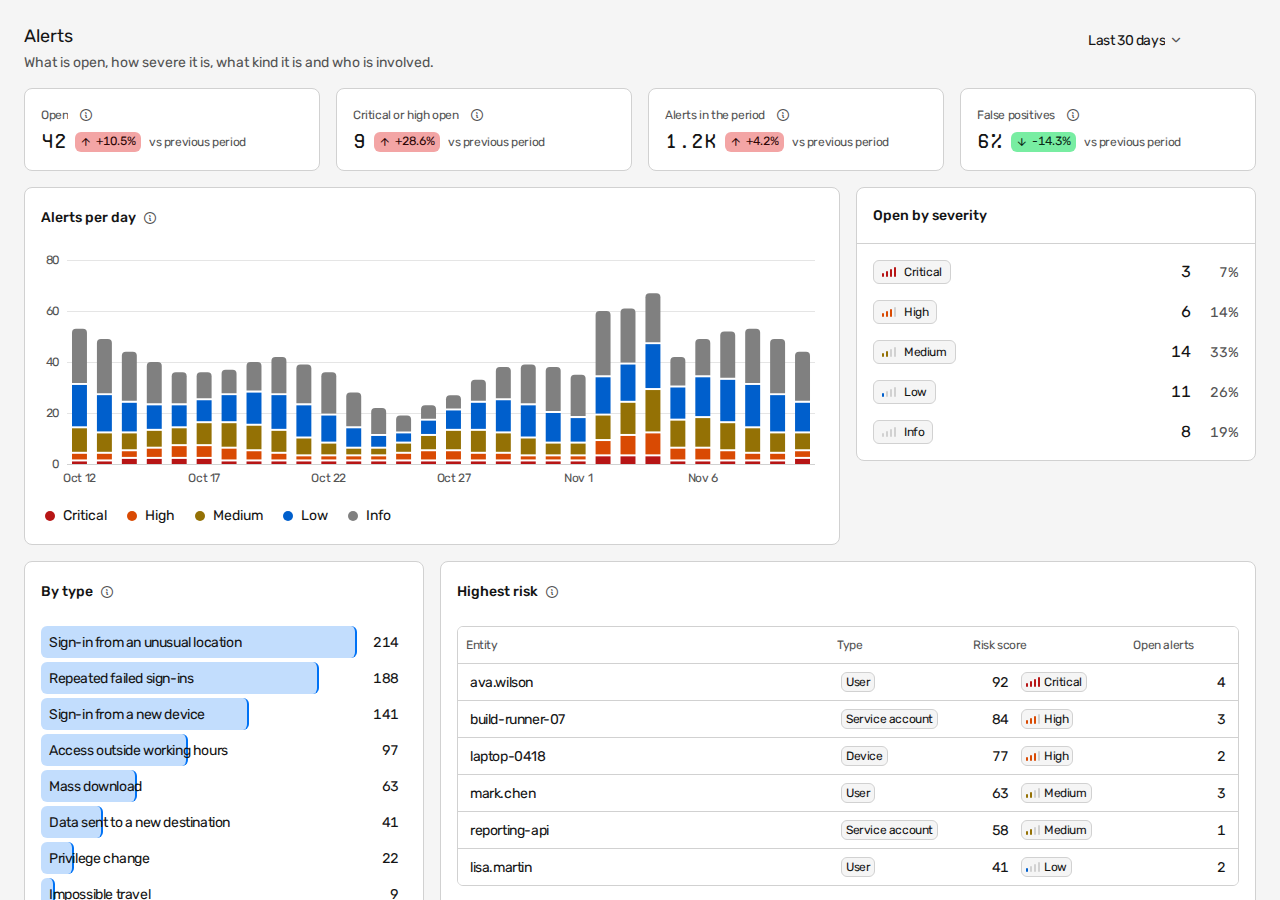 Alerts
Last 30 days
What is open, how severe it is, what kind it is and who is involved.
Open
42 +10.5% vs previous period
Critical or high open
9 +28.6% vs previous period
Alerts in the period
1.2K +4.2% vs previous period
False positives
6% -14.3% vs previous period
Alerts per day
80
60
40
20
0
Oct 12 Oct 17 Oct 22 Oct 27 Nov 1 Nov 6
Critical High Medium Low Info
Open by severity
Critical 3 7%
High 6 14%
Medium 14 33%
Low 11 26%
Info 8 19%
By type
Sign-in from an unusual location 214
Repeated failed sign-ins 188
Sign-in from a new device 141
Access outside working hours 97
Mass download 63
Data sent to a new destination 41
Privilege change 22
Impossible travel 9
Highest risk
Entity Type Risk score Open alerts
ava.wilson User 92 Critical 4
build-runner-07 Service account 84 High 3
laptop-0418 Device 77 High 2
mark.chen User 63 Medium 3
reporting-api Service account 58 Medium 1
lisa.martin User 41 Low 2